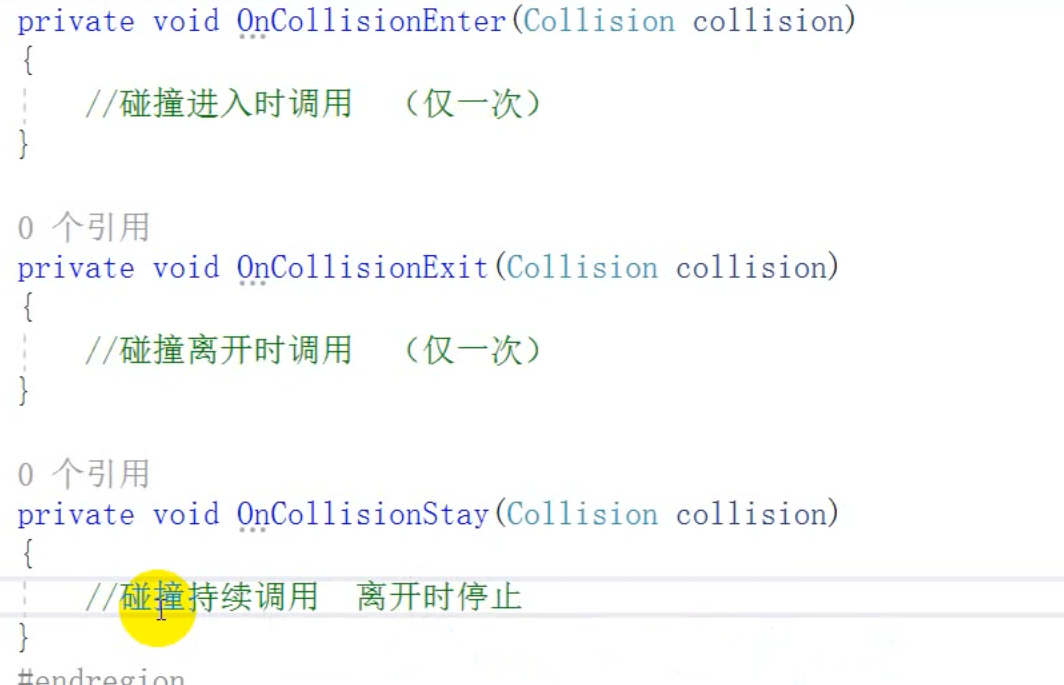 private void OnCollisionEnter(Collision collision)
{
//碰撞进入时调用 （仅一次）
}
0 个引用
private void OnCollisionExit(Collision collision)
{
//碰撞离开时调用 （仅一次）
}
0 个引用
private void OnCollisionStay(Collision collision)
{
//碰撞持续调用 离开时停止
}
#endregion